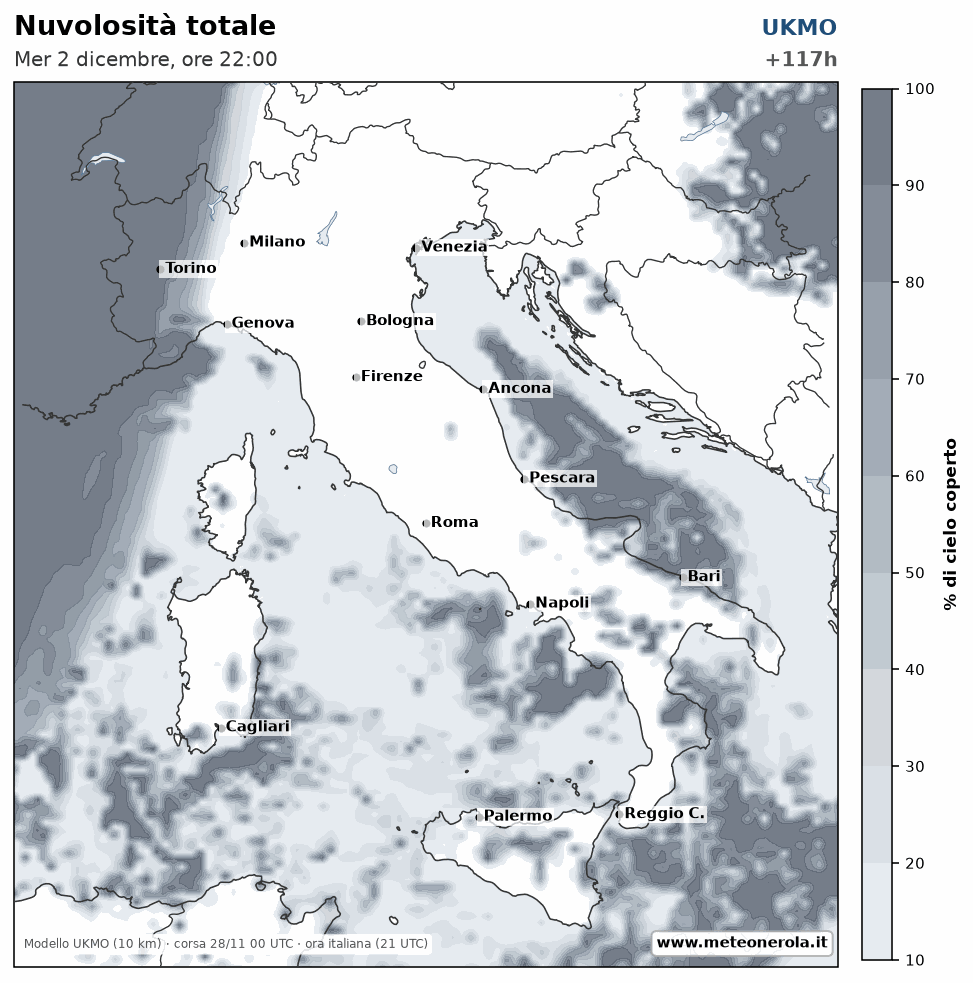 Nuvolosità totale
UKMO
Mer 2 dicembre, ore 22:00
+117h
100
90
80
70
60
50
40
30
20
10
% di cielo coperto
Milano
Venezia
Torino
Genova
Bologna
Firenze
Ancona
Pescara
Roma
Bari
Napoli
Cagliari
Palermo
Reggio C.
Modello UKMO (10 km) · corsa 28/11 00 UTC · ora italiana (21 UTC)
www.meteonerola.it